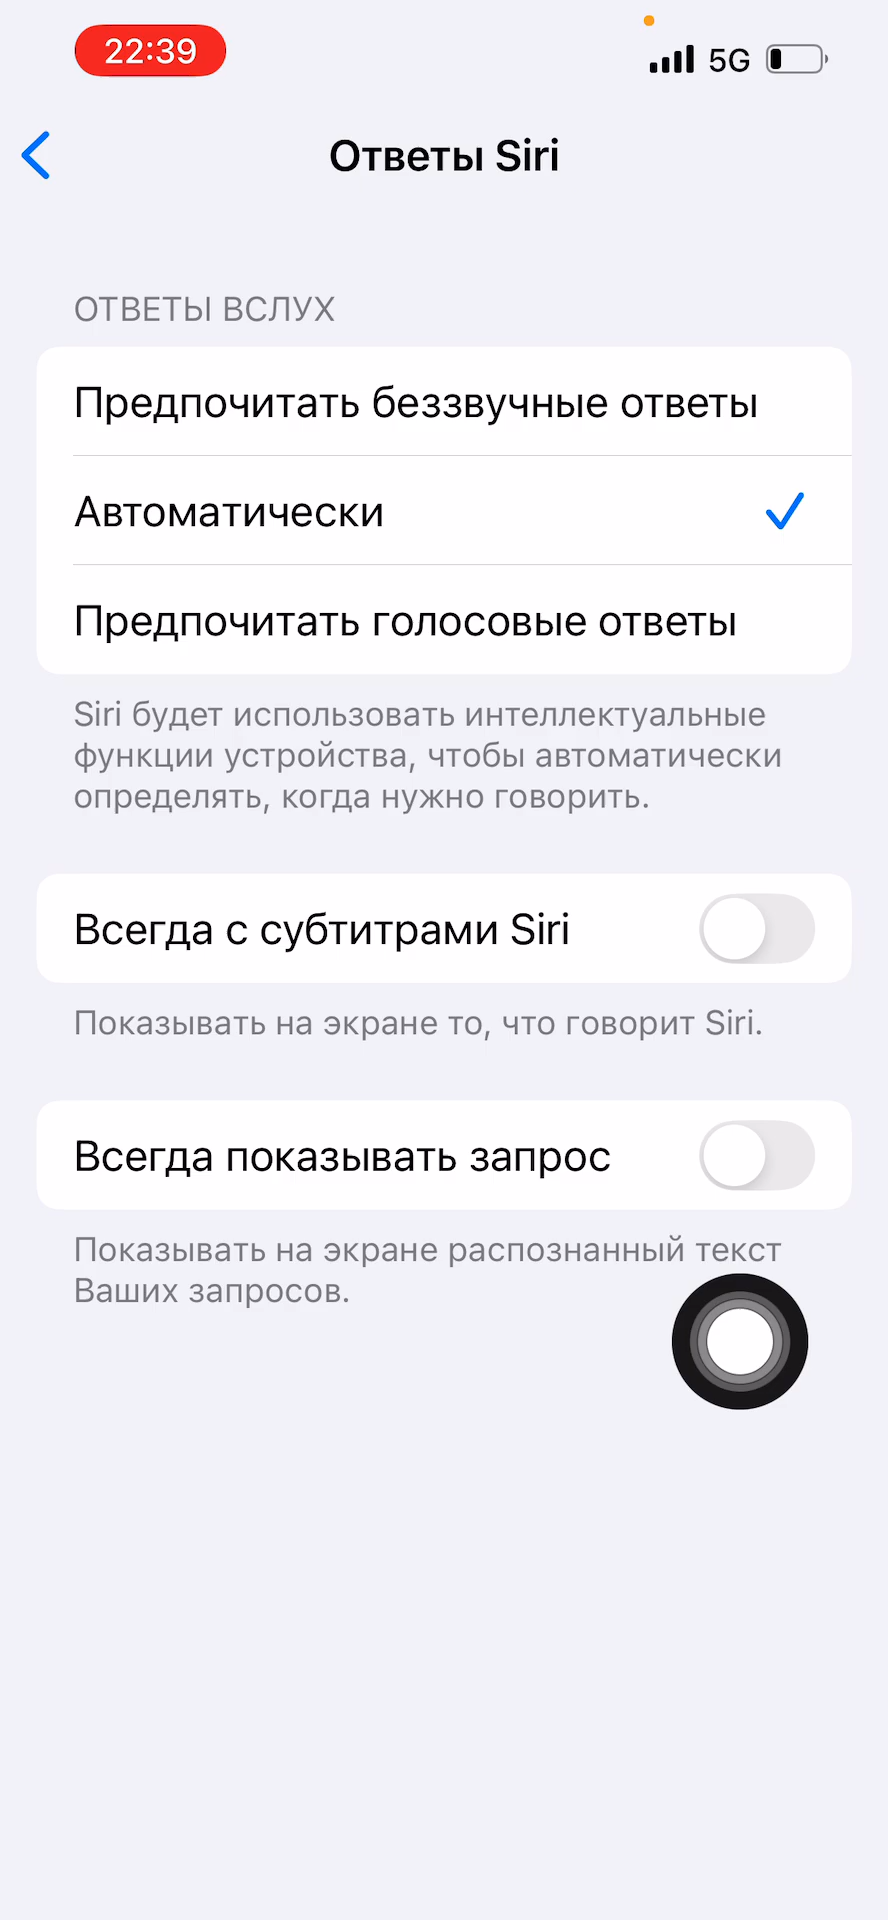 22:39
5G
Ответы Siri
ОТВЕТЫ ВСЛУХ
Предпочитать беззвучные ответы
Автоматически
Предпочитать голосовые ответы
Siri будет использовать интеллектуальные
функции устройства, чтобы автоматически
определять, когда нужно говорить.
Всегда с субтитрами Siri
Показывать на экране то, что говорит Siri.
Всегда показывать запрос
Показывать на экране распознанный текст
Ваших запросов.